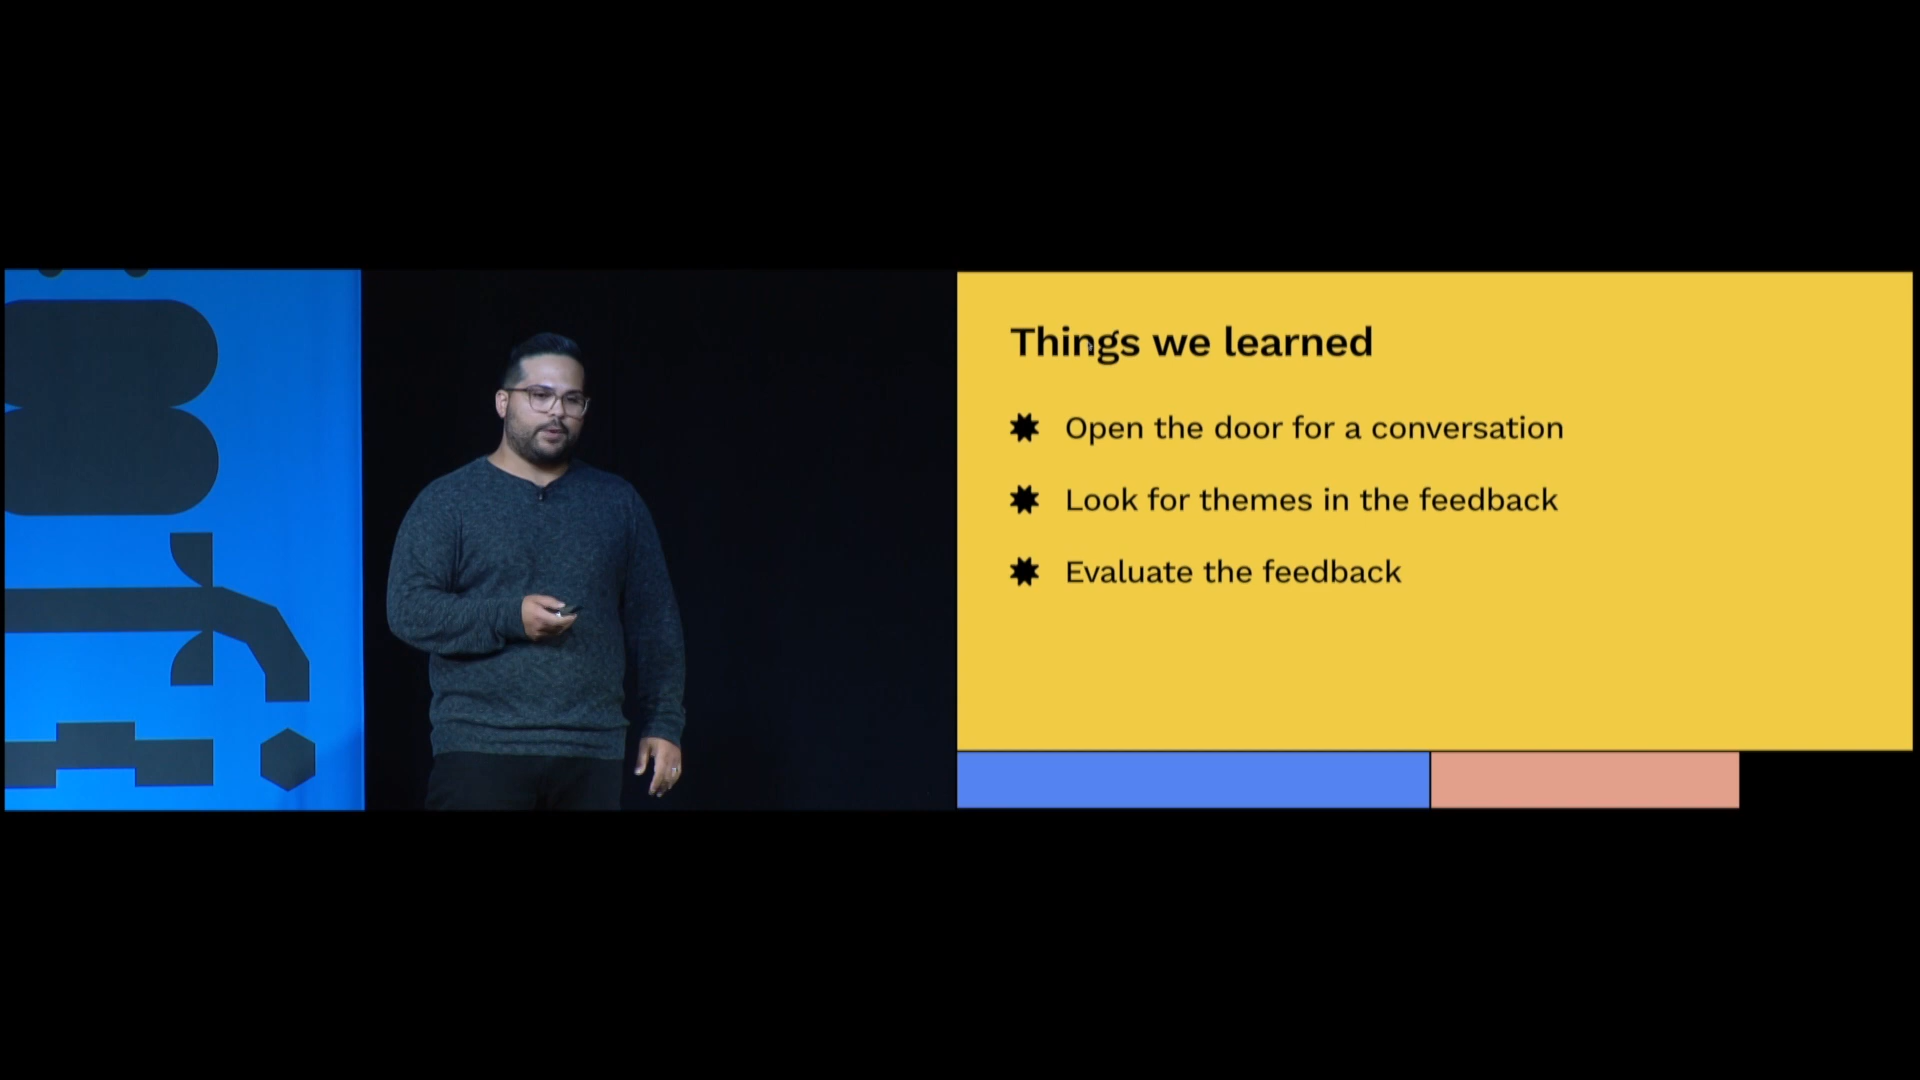 Things we learned
Open the door for a conversation
Look for themes in the feedback
Evaluate the feedback